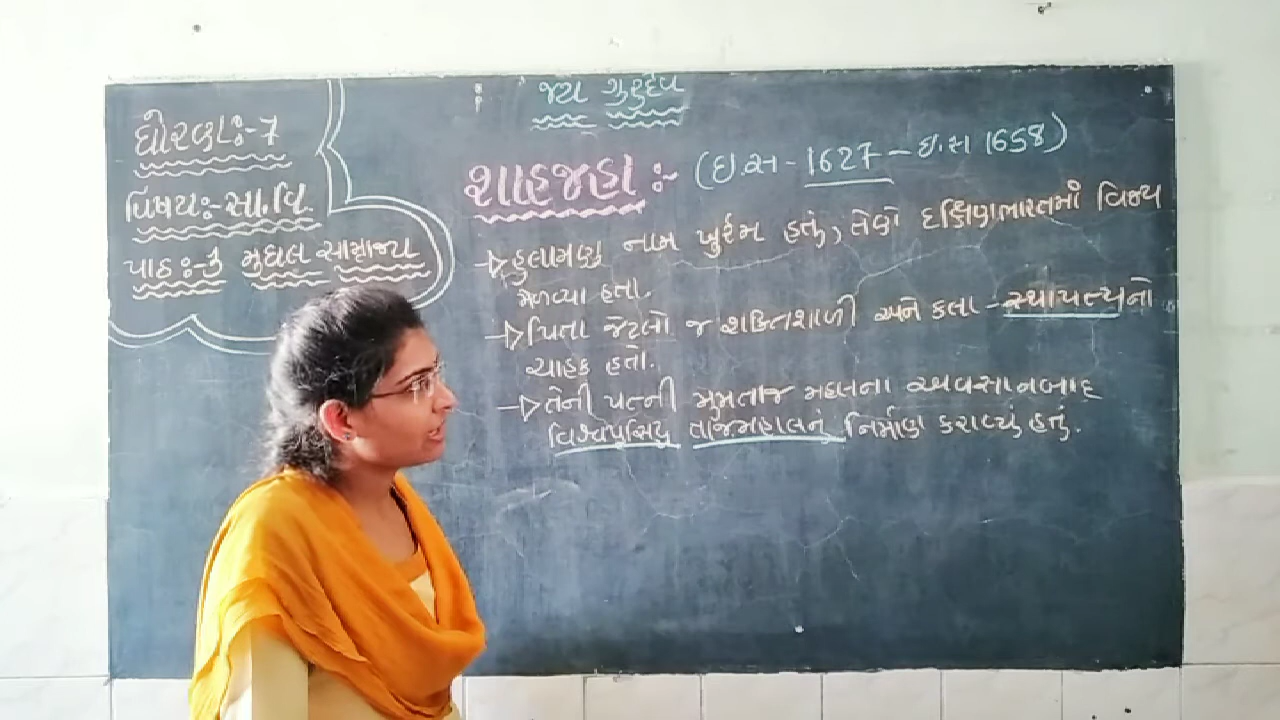 જય ગુરુદેવ
ધોરણઃ-7
વિષયઃ-સા.વિ.
પાઠઃ-3 મુઘલ સામ્રાજ્ય
શાહજહા :- (ઇ.સ - 1627 - ઇ.સ 1658)
હુલામણુ નામ ખુર્રમ હતું, તેણે દક્ષિણભારતમાં વિજય
મેળવ્યા હતા.
પિતા જેટલો જ શક્તિશાળી અને કલા - સ્થાપત્યનો
ચાહક હતો.
તેની પત્ની મુમતાજ મહલના અવસાનબાદ
વિશ્વપ્રસિદ્ધ તાજમહાલનું નિર્માણ કરાવ્યું હતું.